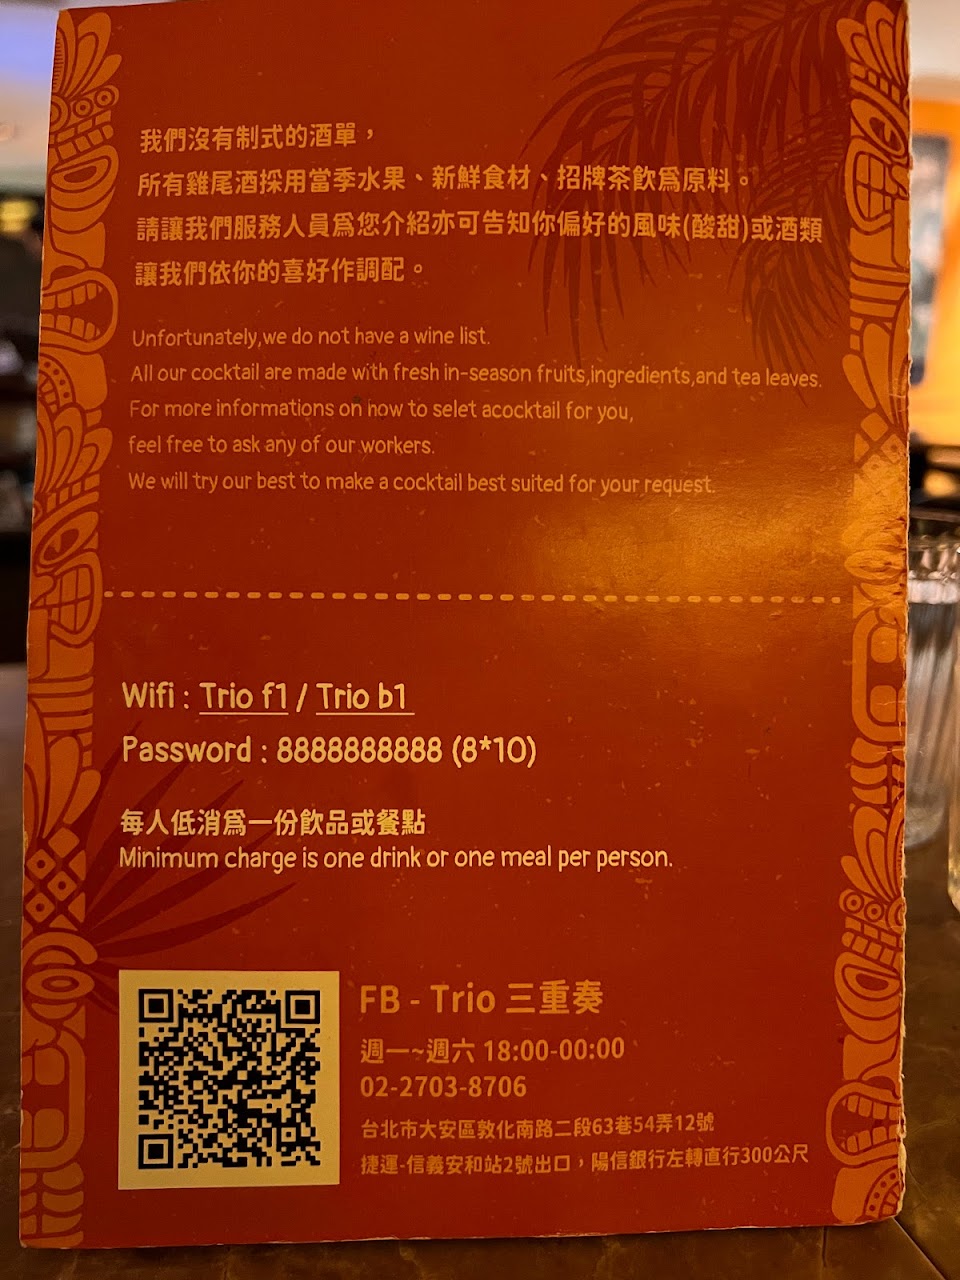 我們沒有制式的酒單，
所有雞尾酒採用當季水果、新鮮食材、招牌茶飲爲原料。
請讓我們服務人員爲您介紹亦可告知你偏好的風味(酸甜)或酒類
讓我們依你的喜好作調配。
Unfortunately,we do not have a wine list.
All our cocktail are made with fresh in-season fruits,ingredients,and tea leaves.
For more informations on how to selet acocktail for you,
feel free to ask any of our workers.
We will try our best to make a cocktail best suited for your request.
Wifi : Trio f1 / Trio b1
Password : 8888888888 (8*10)
每人低消爲一份飲品或餐點
Minimum charge is one drink or one meal per person.
FB - Trio 三重奏
週一~週六 18:00-00:00
02-2703-8706
台北市大安區敦化南路二段63巷54弄12號
捷運-信義安和站2號出口，陽信銀行左轉直行300公尺